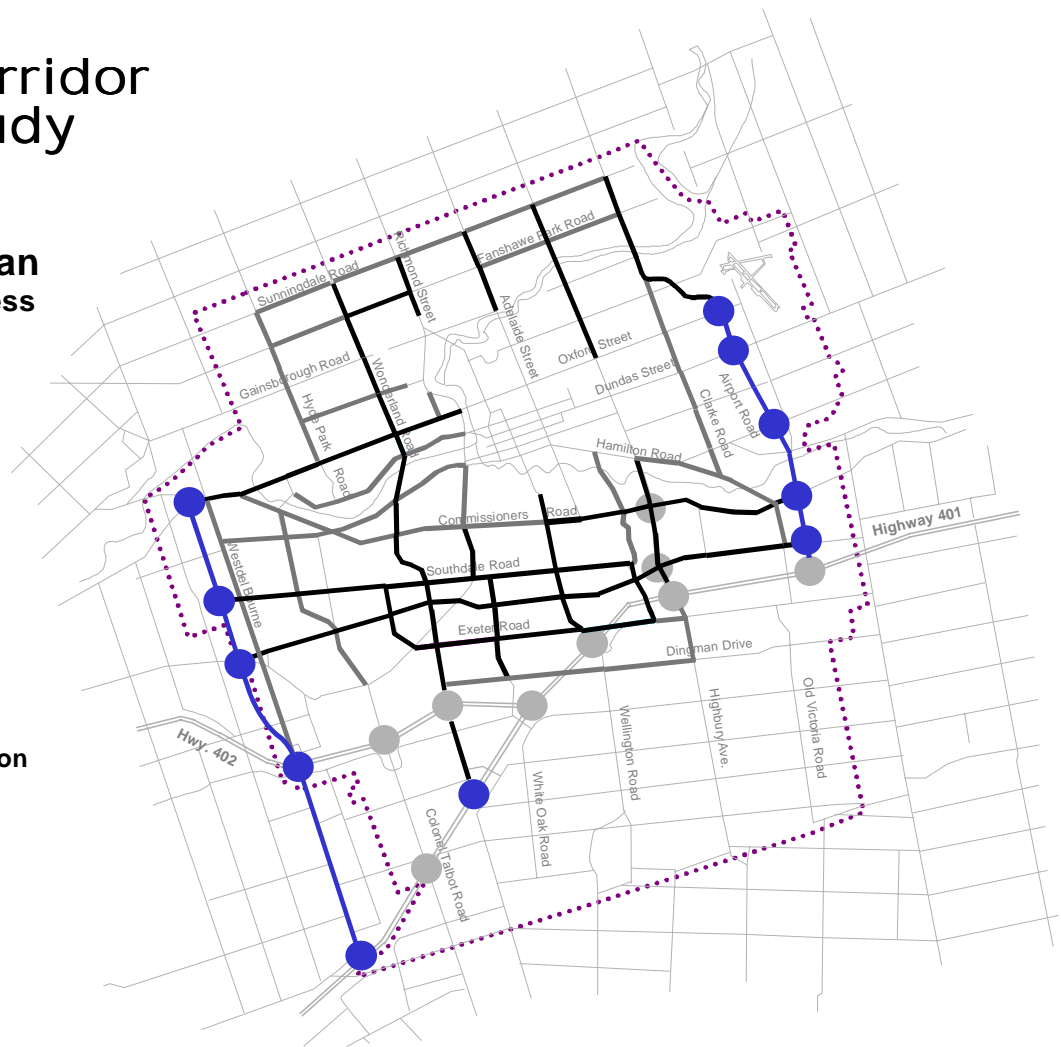 rridor
udy
an
ess
on
Sunningdale Road
Richmond Street
Fanshawe Park Road
Adelaide Street
Oxford Street
Dundas Street
Gainsborough Road
Wonderland Road
Hyde Park
Road
Airport Road
Clarke Road
Hamilton Road
Commissioners Road
Highway 401
Southdale Road
Westdel Bourne
Exeter Road
Dingman Drive
Hwy. 402
Wellington Road
Highbury Ave.
Old Victoria Road
White Oak Road
Colonel Talbot Road